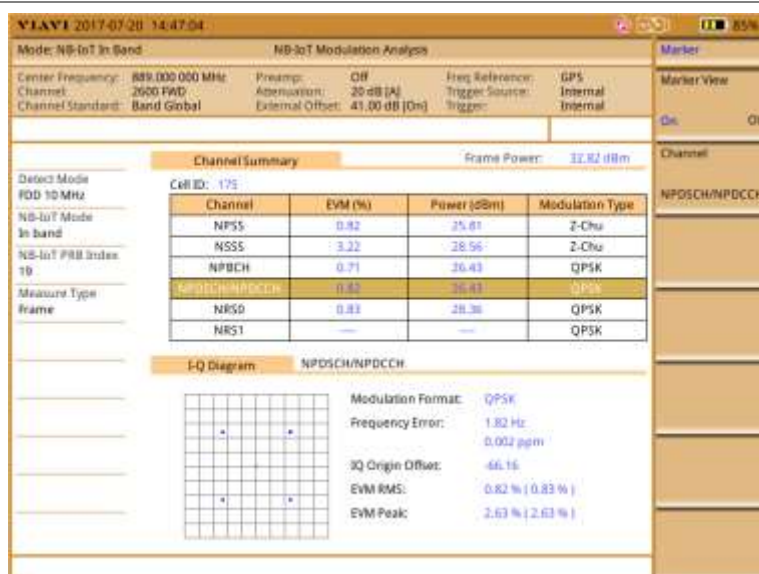 VIAVI 2017-07-20 14:47:04 85%
Mode: NB-IoT In Band NB-IoT Modulation Analysis Marker
Center Frequency: 889.000 000 MHz Preamp: Off Freq Reference: GPS
Channel: 2600 FWD Attenuation: 20 dB [A] Trigger Source: Internal
Channel Standard: Band Global External Offset: 41.00 dB [On] Trigger: Internal
Marker View
On
Channel Summary Frame Power: 32.82 dBm
Channel
NPDSCH/NPDCCH
Detect Mode
FDD 10 MHz
NB-IoT Mode
In band
NB-IoT PRB Index
19
Measure Type
Frame
Cell ID: 175
Channel EVM (%) Power (dBm) Modulation Type
NPSS 0.82 25.81 Z-Chu
NSSS 3.22 28.56 Z-Chu
NPBCH 0.71 26.43 QPSK
NPDSCH/NPDCCH 0.82 26.43 QPSK
NRS0 0.83 28.36 QPSK
NRS1 ---- ---- QPSK
I-Q Diagram NPDSCH/NPDCCH
Modulation Format: QPSK
Frequency Error: 1.82 Hz
0.002 ppm
IQ Origin Offset: -66.16
EVM RMS: 0.82 % ( 0.83 % )
EVM Peak: 2.63 % ( 2.63 % )